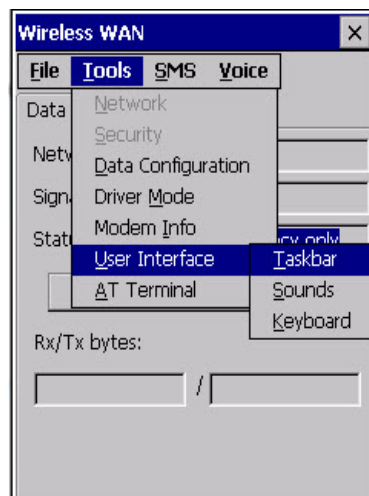 Wireless WAN
File Tools SMS Voice
Data
Network
Security
Data Configuration
Driver Mode
Modem Info
User Interface
AT Terminal
Taskbar
Sounds
Keyboard
only
Rx/Tx bytes:
/